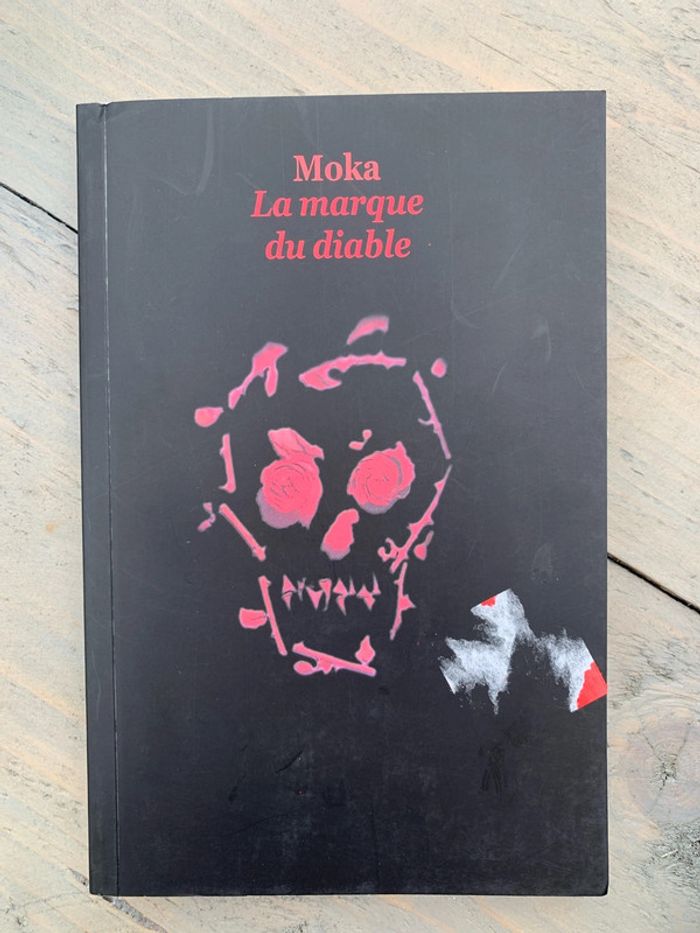 Moka
La marque
du diable